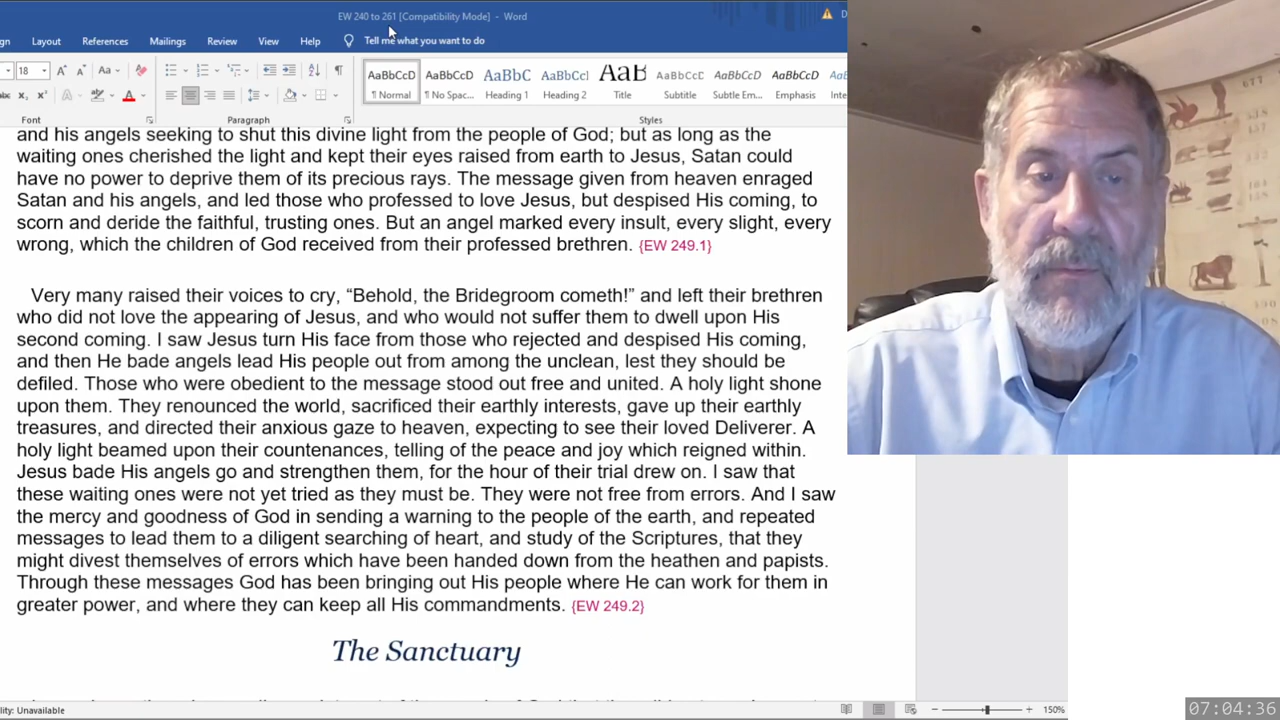 EW 240 to 261 [Compatibility Mode] - Word
Layout References Mailings Review View Help Tell me what you want to do
18 Aa
AaBbCcD AaBbCcD AaBbC AaBbCcl AaB AaBbCcD AaBbCcD AaBbCcD
¶ Normal ¶ No Spac... Heading 1 Heading 2 Title Subtitle Subtle Em... Emphasis
Font Paragraph Styles
and his angels seeking to shut this divine light from the people of God; but as long as the
waiting ones cherished the light and kept their eyes raised from earth to Jesus, Satan could
have no power to deprive them of its precious rays. The message given from heaven enraged
Satan and his angels, and led those who professed to love Jesus, but despised His coming, to
scorn and deride the faithful, trusting ones. But an angel marked every insult, every slight, every
wrong, which the children of God received from their professed brethren. {EW 249.1}
Very many raised their voices to cry, “Behold, the Bridegroom cometh!” and left their brethren
who did not love the appearing of Jesus, and who would not suffer them to dwell upon His
second coming. I saw Jesus turn His face from those who rejected and despised His coming,
and then He bade angels lead His people out from among the unclean, lest they should be
defiled. Those who were obedient to the message stood out free and united. A holy light shone
upon them. They renounced the world, sacrificed their earthly interests, gave up their earthly
treasures, and directed their anxious gaze to heaven, expecting to see their loved Deliverer. A
holy light beamed upon their countenances, telling of the peace and joy which reigned within.
Jesus bade His angels go and strengthen them, for the hour of their trial drew on. I saw that
these waiting ones were not yet tried as they must be. They were not free from errors. And I saw
the mercy and goodness of God in sending a warning to the people of the earth, and repeated
messages to lead them to a diligent searching of heart, and study of the Scriptures, that they
might divest themselves of errors which have been handed down from the heathen and papists.
Through these messages God has been bringing out His people where He can work for them in
greater power, and where they can keep all His commandments. {EW 249.2}
The Sanctuary
lity: Unavailable
150%
07:04:36
677